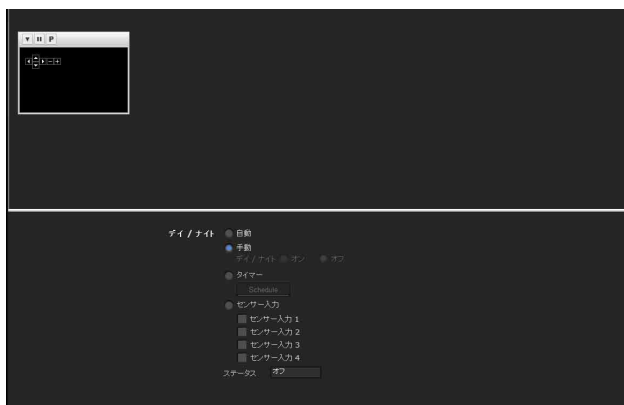 P
デイ / ナイト 自動
手動
デイ / ナイト オン オフ
タイマー
Schedule
センサー入力
センサー入力 1
センサー入力 2
センサー入力 3
センサー入力 4
ステータス オフ